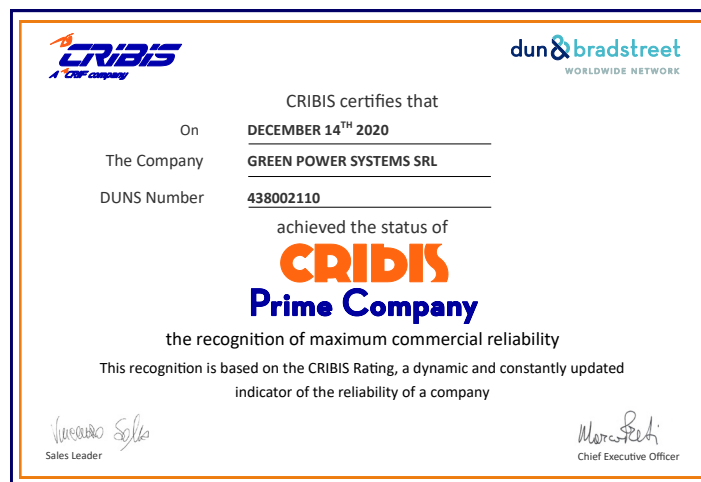 CRIBIS
A CRIF company
dun & bradstreet
WORLDWIDE NETWORK
CRIBIS certifies that
On DECEMBER 14TH 2020
The Company GREEN POWER SYSTEMS SRL
DUNS Number 438002110
achieved the status of
CRIBIS
Prime Company
the recognition of maximum commercial reliability
This recognition is based on the CRIBIS Rating, a dynamic and constantly updated
indicator of the reliability of a company
Sales Leader
Chief Executive Officer